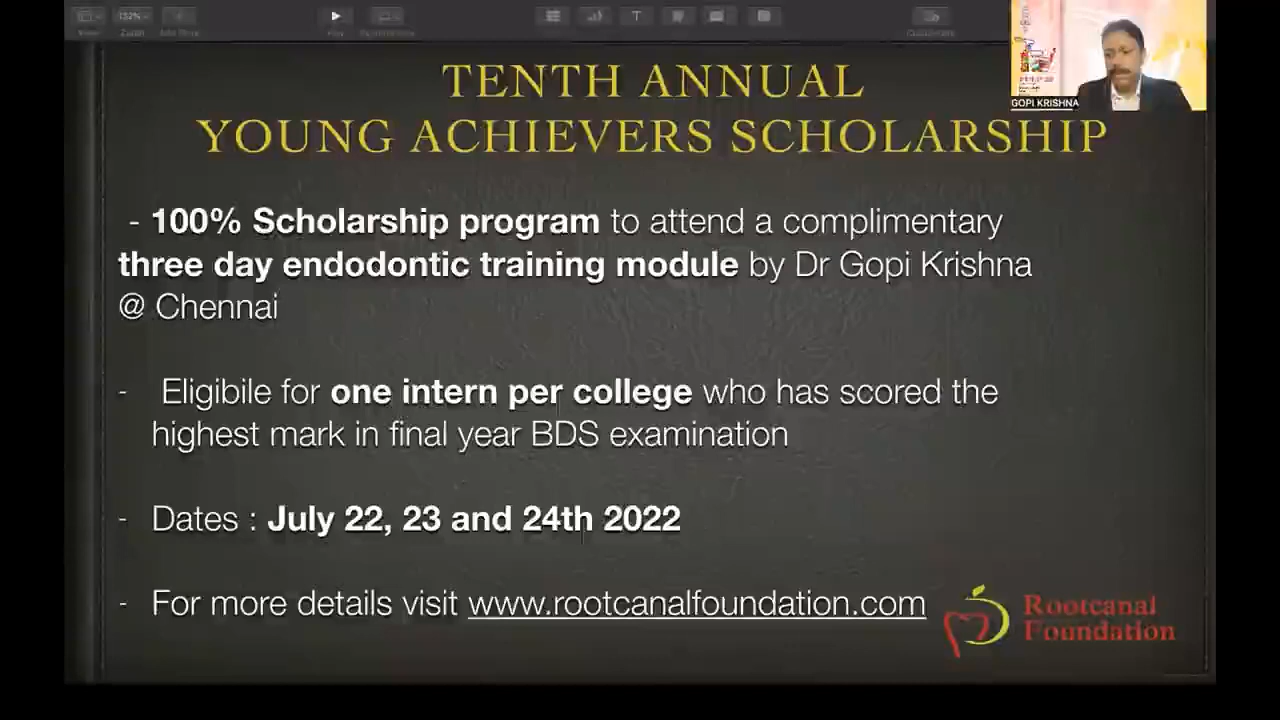 132%
TENTH ANNUAL
YOUNG ACHIEVERS SCHOLARSHIP
GOPI KRISHNA
- 100% Scholarship program to attend a complimentary
three day endodontic training module by Dr Gopi Krishna
@ Chennai
- Eligibile for one intern per college who has scored the
highest mark in final year BDS examination
- Dates : July 22, 23 and 24th 2022
- For more details visit www.rootcanalfoundation.com
Rootcanal
Foundation